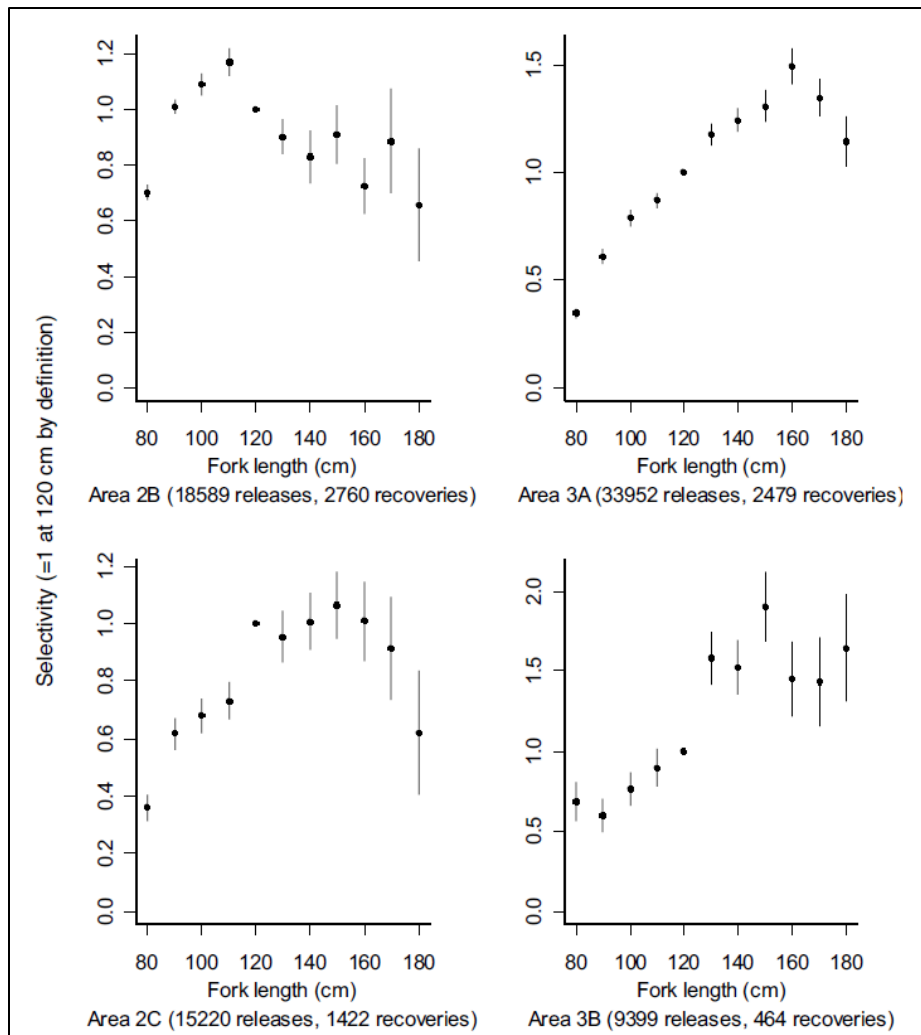 Selectivity (=1 at 120 cm by definition)
0.0 0.2 0.4 0.6 0.8 1.0 1.2
80 100 120 140 160 180
Fork length (cm)
Area 2B (18589 releases, 2760 recoveries)
0.0 0.5 1.0 1.5
80 100 120 140 160 180
Fork length (cm)
Area 3A (33952 releases, 2479 recoveries)
0.0 0.2 0.4 0.6 0.8 1.0 1.2
80 100 120 140 160 180
Fork length (cm)
Area 2C (15220 releases, 1422 recoveries)
0.0 0.5 1.0 1.5 2.0
80 100 120 140 160 180
Fork length (cm)
Area 3B (9399 releases, 464 recoveries)